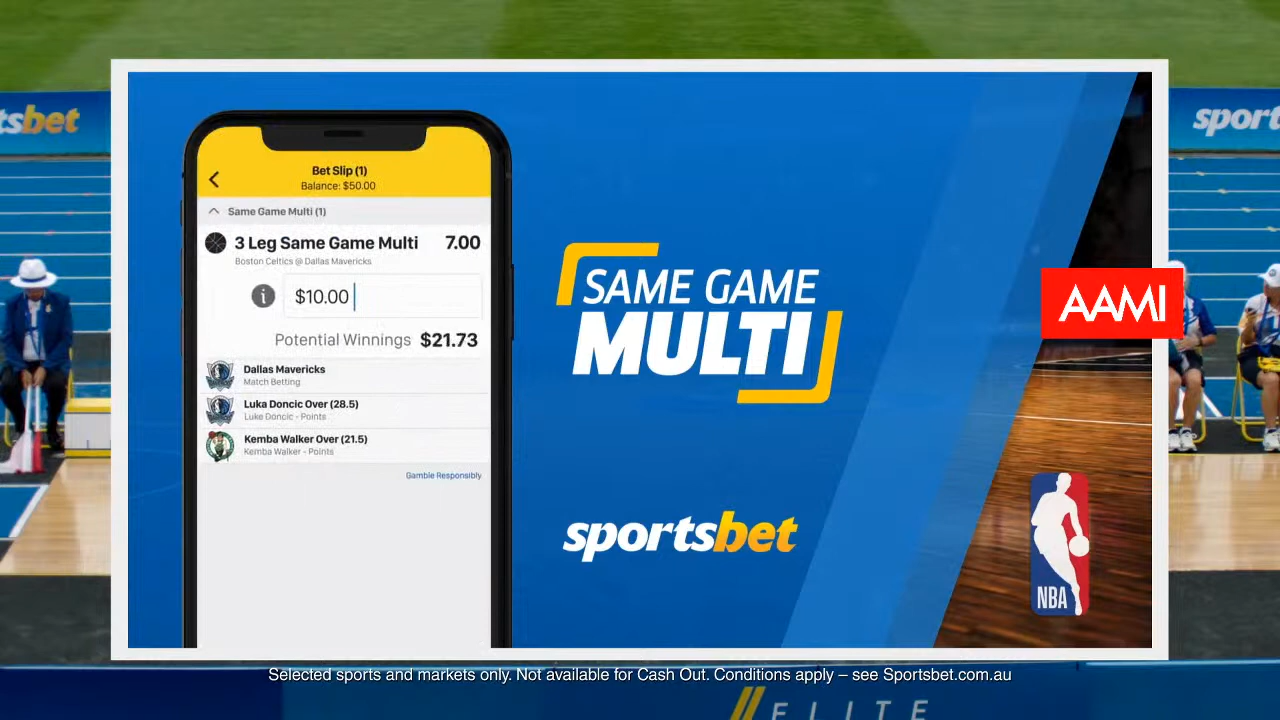 tsbet
sport
Bet Slip (1)
Balance: $50.00
Same Game Multi (1)
3 Leg Same Game Multi 7.00
Boston Celtics @ Dallas Mavericks
$10.00
Potential Winnings $21.73
Dallas Mavericks
Match Betting
Luka Doncic Over (28.5)
Luke Doncic - Points
Kemba Walker Over (21.5)
Kemba Walker - Points
Gamble Responsibly
SAME GAME
MULTI
sportsbet
AAMI
NBA
Selected sports and markets only. Not available for Cash Out. Conditions apply – see Sportsbet.com.au
ELITE